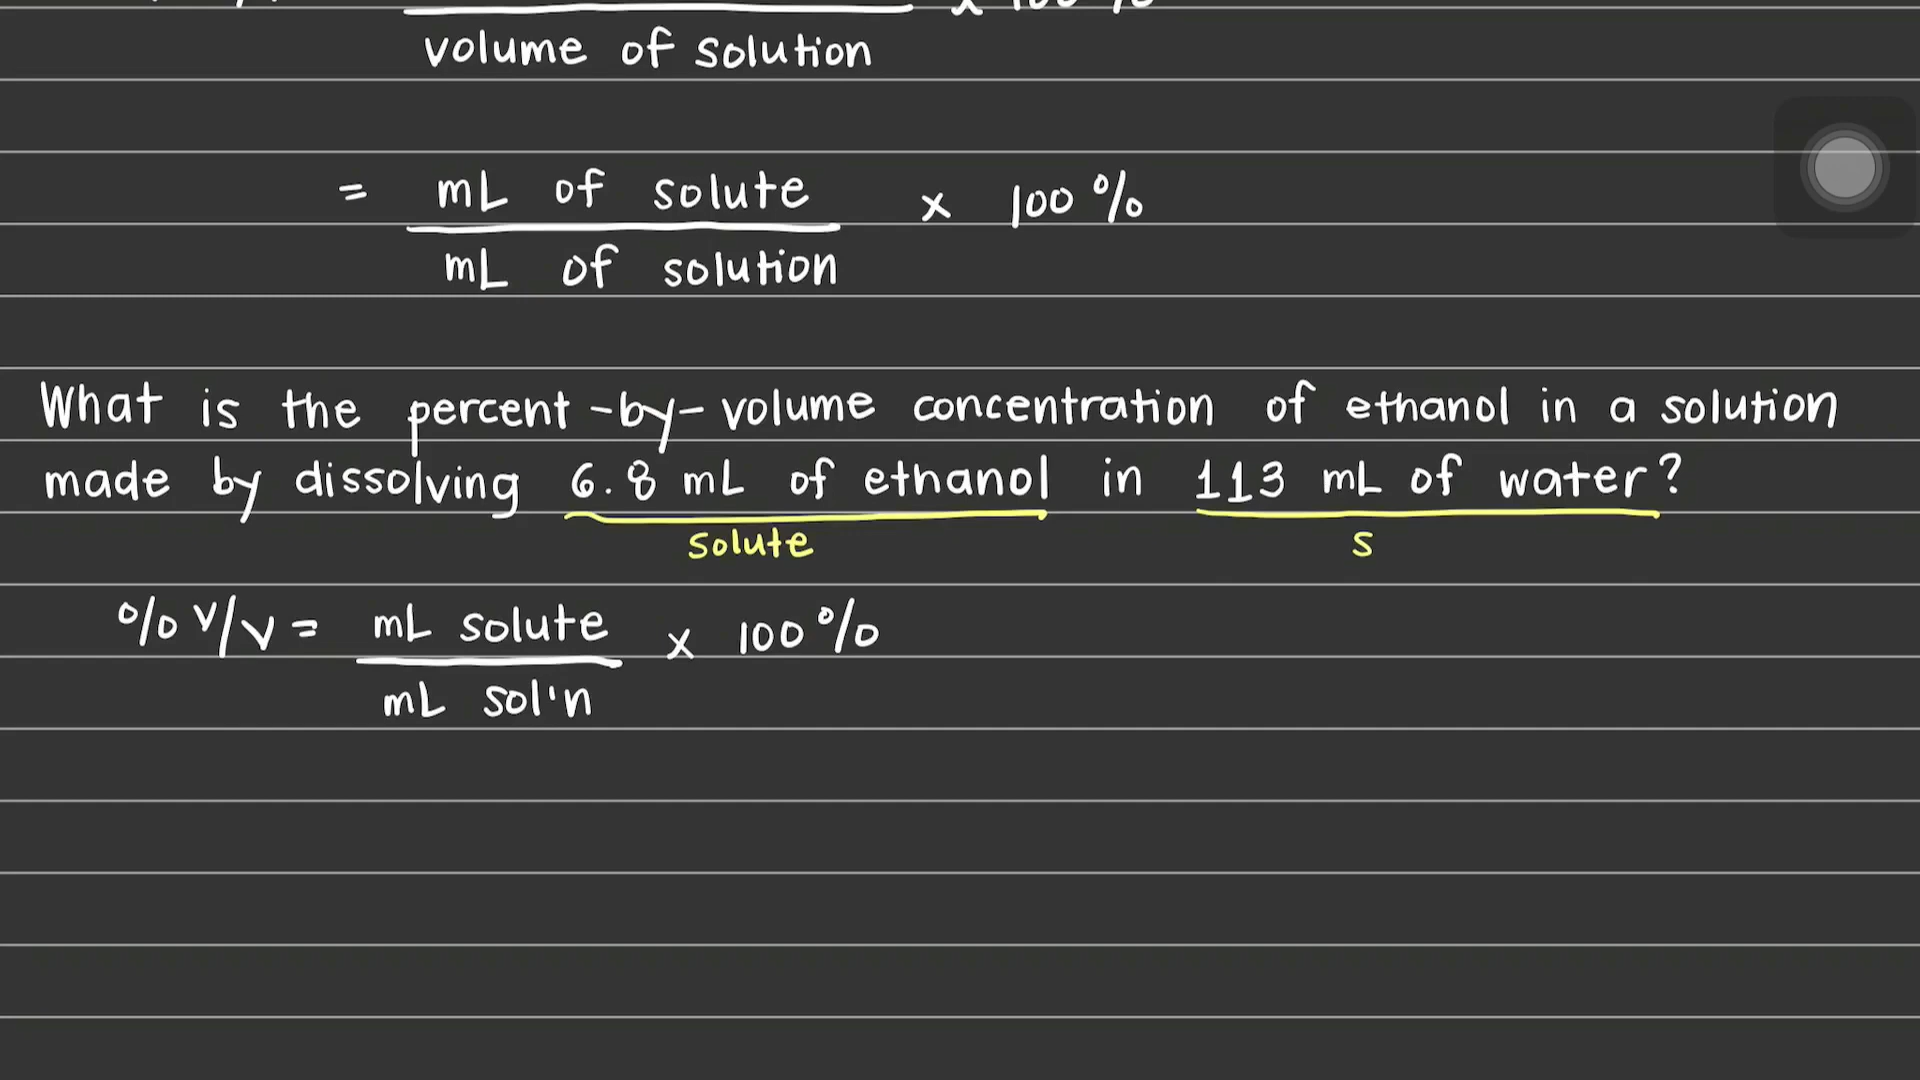 volume of solution
= mL of solute x 100 %
mL of solution
What is the percent-by-volume concentration of ethanol in a solution
made by dissolving 6.8 mL of ethanol in 113 mL of water?
solute s
% v/v = mL solute x 100 %
mL sol'n